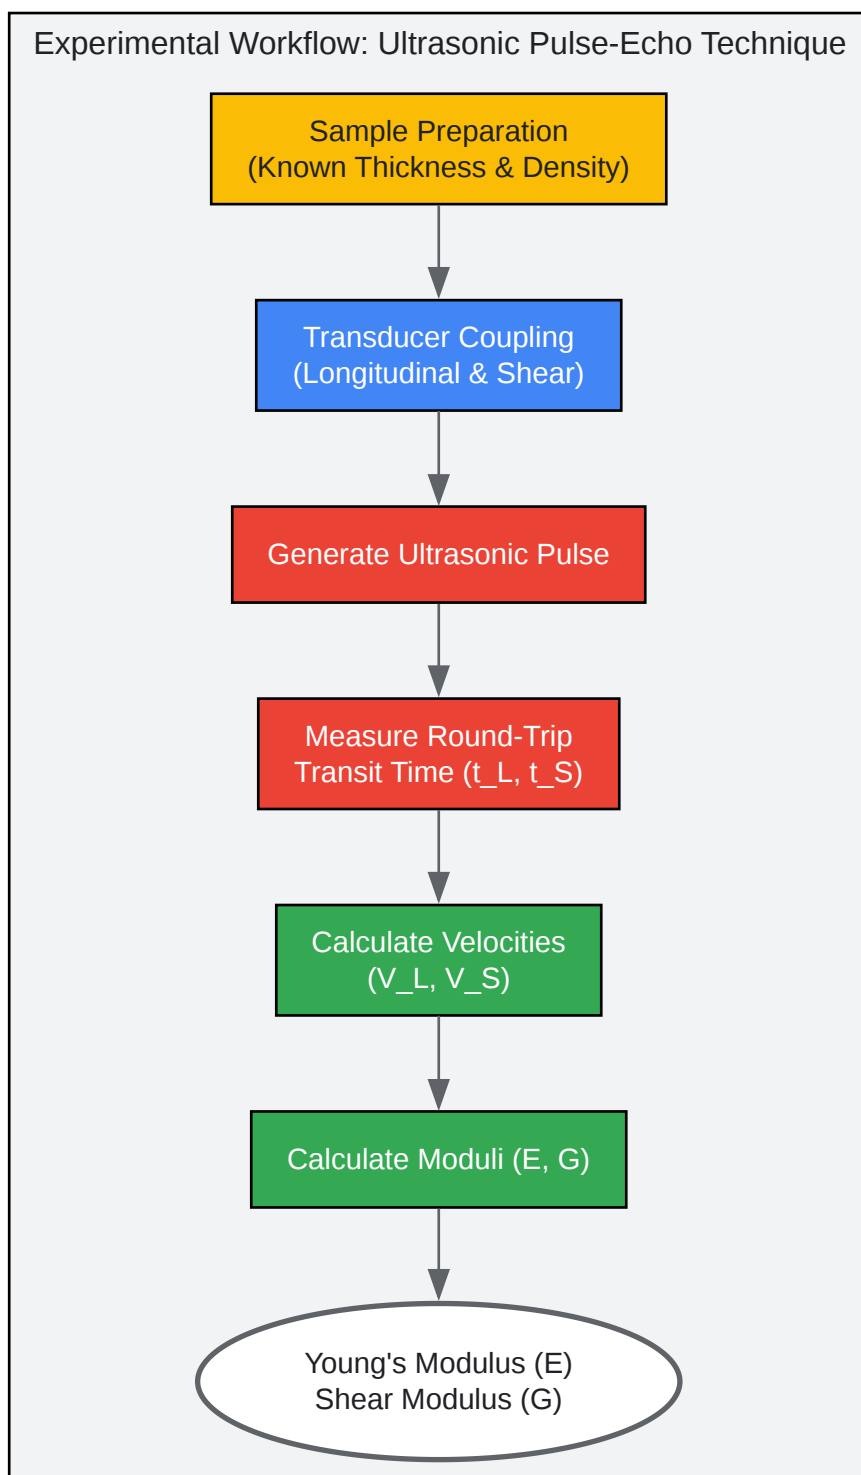 Experimental Workflow: Ultrasonic Pulse-Echo Technique
Sample Preparation
(Known Thickness & Density)
Transducer Coupling
(Longitudinal & Shear)
Generate Ultrasonic Pulse
Measure Round-Trip
Transit Time (t_L, t_S)
Calculate Velocities
(V_L, V_S)
Calculate Moduli (E, G)
Young's Modulus (E)
Shear Modulus (G)